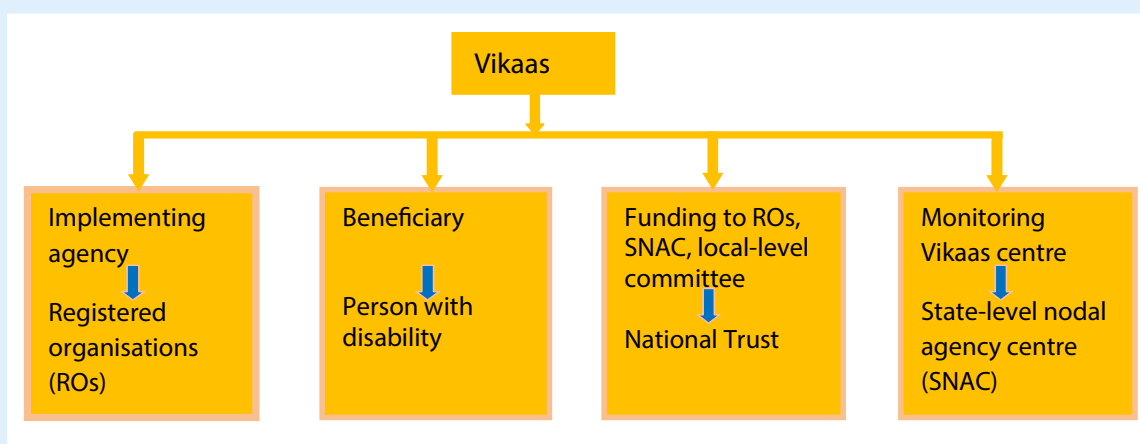 Vikaas
Implementing
agency
Registered
organisations
(ROs)
Beneficiary
Person with
disability
Funding to ROs,
SNAC, local-level
committee
National Trust
Monitoring
Vikaas centre
State-level nodal
agency centre
(SNAC)